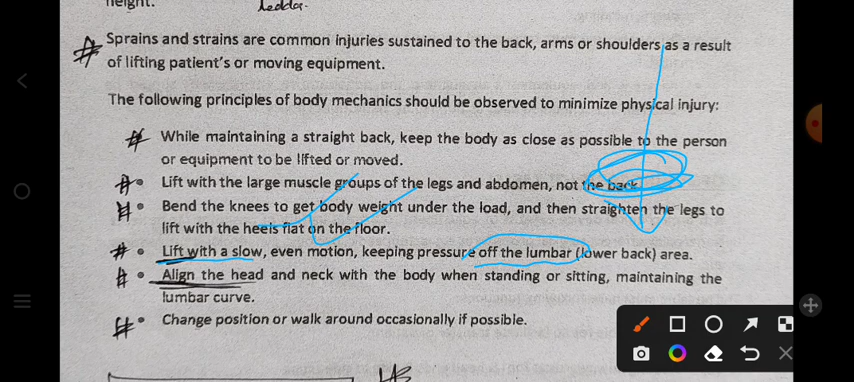 height.
Sprains and strains are common injuries sustained to the back, arms or shoulders as a result
of lifting patient's or moving equipment.
The following principles of body mechanics should be observed to minimize physical injury:
While maintaining a straight back, keep the body as close as possible to the person
or equipment to be lifted or moved.
• Lift with the large muscle groups of the legs and abdomen, not the back
• Bend the knees to get body weight under the load, and then straighten the legs to
lift with the heels flat on the floor.
• Lift with a slow, even motion, keeping pressure off the lumbar (lower back) area.
• Align the head and neck with the body when standing or sitting, maintaining the
lumbar curve.
• Change position or walk around occasionally if possible.